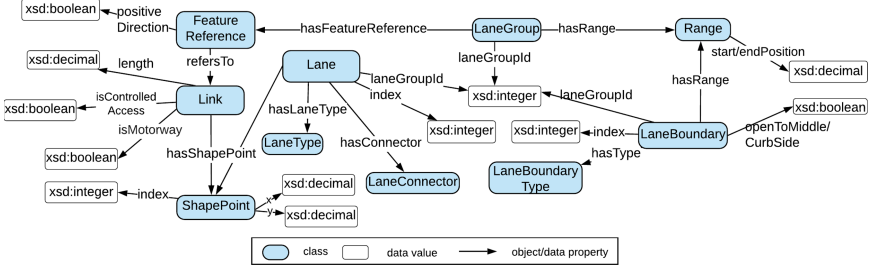 xsd:boolean
positive
Direction
Feature
Reference
hasFeatureReference
LaneGroup
hasRange
Range
xsd:decimal
length
refersTo
Lane
laneGroupId
start/endPosition
xsd:decimal
xsd:boolean
isControlled
Access
Link
laneGroupId
index
xsd:integer
laneGroupId
hasRange
xsd:boolean
isMotorway
hasLaneType
xsd:integer
xsd:integer
index
LaneBoundary
openToMiddle/
CurbSide
xsd:boolean
hasShapePoint
LaneType
hasConnector
hasType
xsd:integer
index
ShapePoint
x
y
xsd:decimal
xsd:decimal
LaneConnector
LaneBoundary
Type
class
data value
object/data property